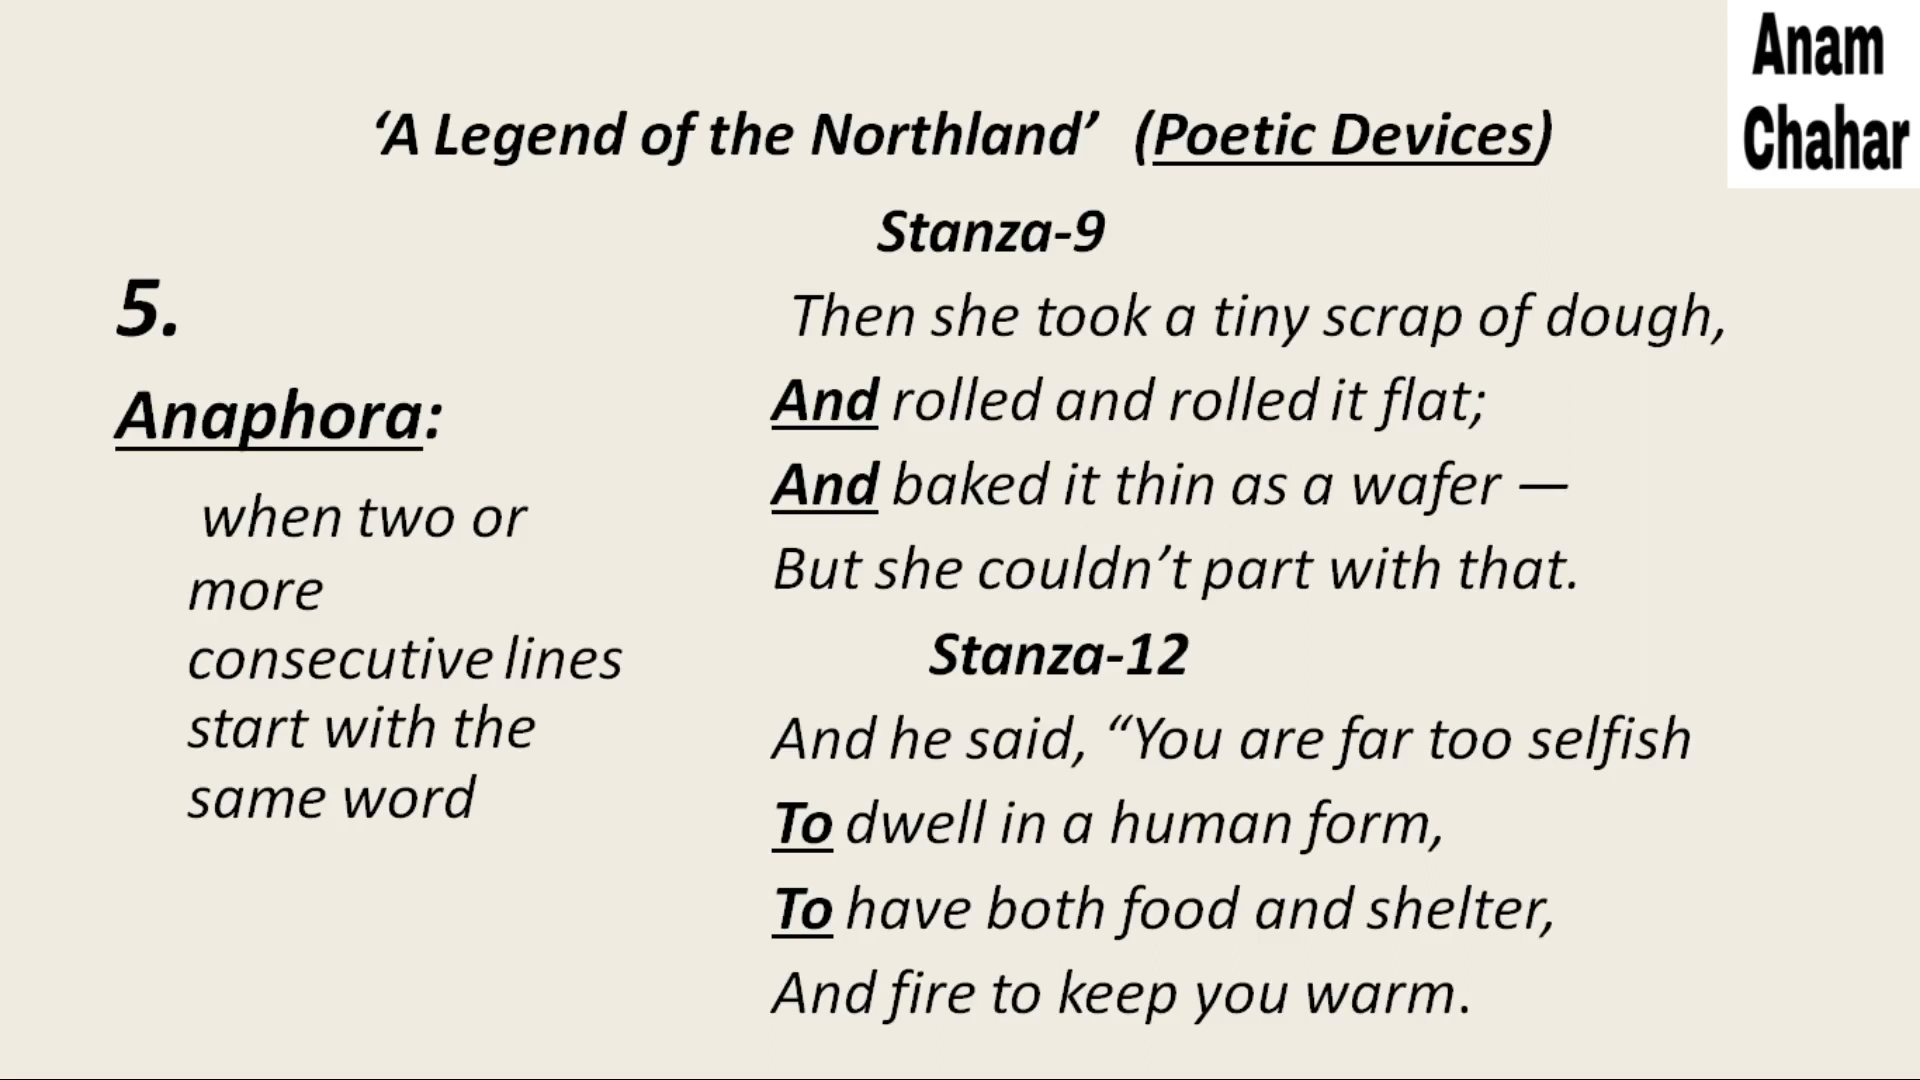 Anam
Chahar
‘A Legend of the Northland’ (Poetic Devices)
5.
Anaphora:
when two or
more
consecutive lines
start with the
same word
Stanza-9
Then she took a tiny scrap of dough,
And rolled and rolled it flat;
And baked it thin as a wafer —
But she couldn’t part with that.
Stanza-12
And he said, “You are far too selfish
To dwell in a human form,
To have both food and shelter,
And fire to keep you warm.